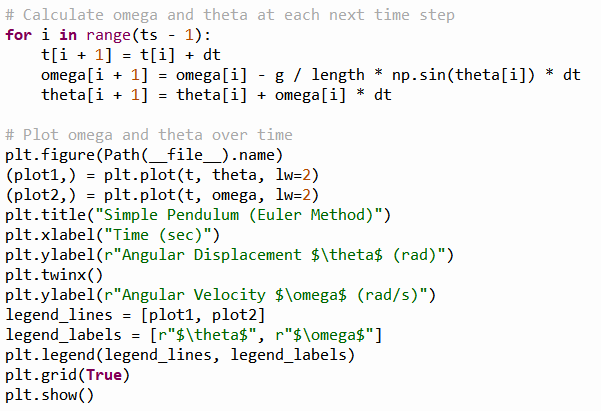 # Calculate omega and theta at each next time step
for i in range(ts - 1):
    t[i + 1] = t[i] + dt
    omega[i + 1] = omega[i] - g / length * np.sin(theta[i]) * dt
    theta[i + 1] = theta[i] + omega[i] * dt

# Plot omega and theta over time
plt.figure(Path(__file__).name)
(plot1,) = plt.plot(t, theta, lw=2)
(plot2,) = plt.plot(t, omega, lw=2)
plt.title("Simple Pendulum (Euler Method)")
plt.xlabel("Time (sec)")
plt.ylabel(r"Angular Displacement $\theta$ (rad)")
plt.twinx()
plt.ylabel(r"Angular Velocity $\omega$ (rad/s)")
legend_lines = [plot1, plot2]
legend_labels = [r"$\theta$", r"$\omega$"]
plt.legend(legend_lines, legend_labels)
plt.grid(True)
plt.show()